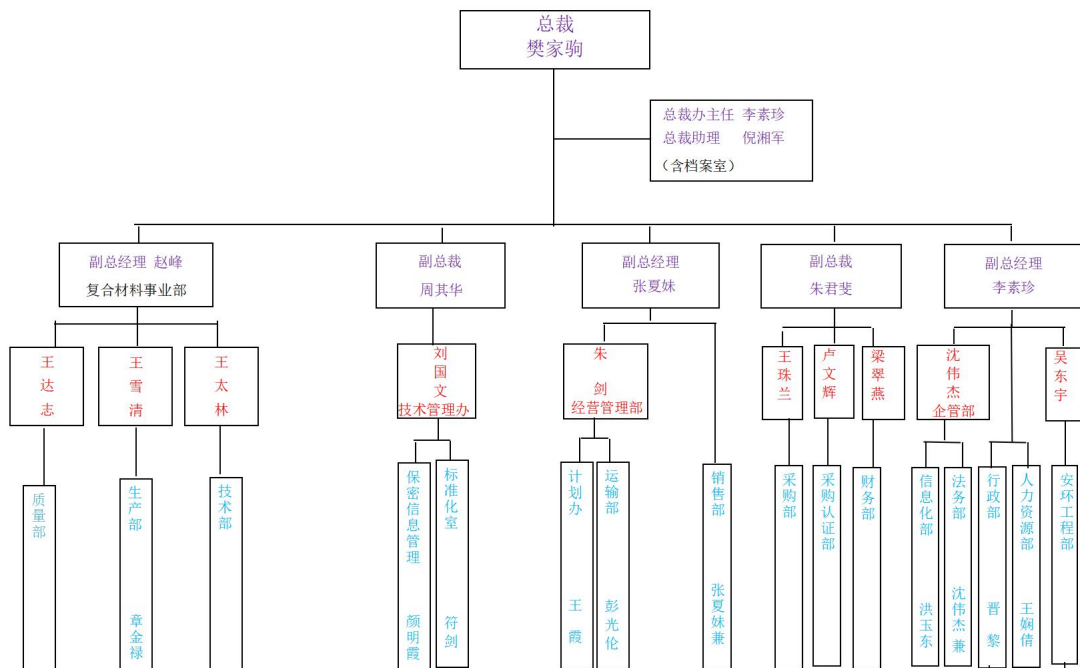 总裁
樊家驹
总裁办主任 李素珍
总裁助理 倪湘军
（含档案室）
副总经理 赵峰
复合材料事业部
副总裁
周其华
副总经理
张夏妹
副总裁
朱君斐
副总经理
李素珍
王达志
王雪清
王太林
刘国文
技术管理办
朱剑
经营管理部
王珠兰
卢文辉
梁翠燕
沈伟杰
企管部
吴东宇
质量部
生产部
章金禄
技术部
保密信息管理
颜明霞
标准化室
符剑
计划办
王霞
运输部
彭光伦
销售部
张夏妹兼
采购部
采购认证部
财务部
信息化部
洪玉东
法务部
沈伟杰兼
行政部
晋黎
人力资源部
王娴倩
安环工程部